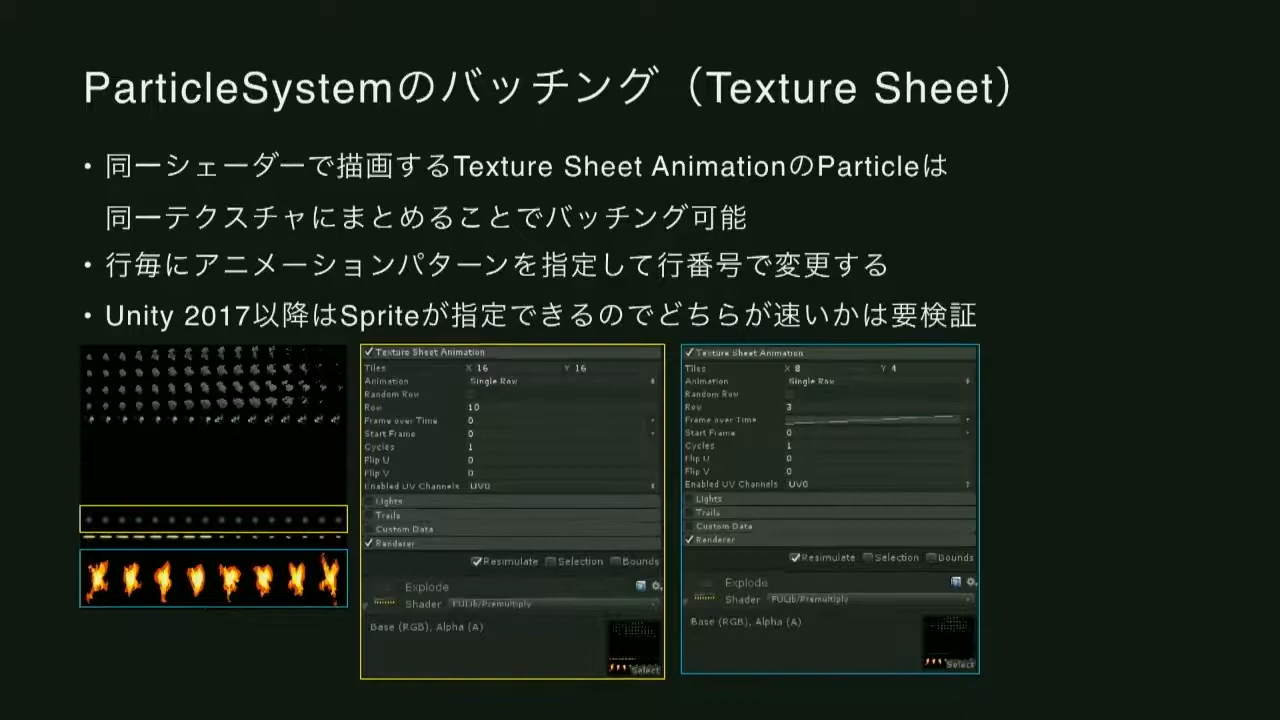 ParticleSystemのバッチング（Texture Sheet）
• 同一シェーダーで描画するTexture Sheet AnimationのParticleは
同一テクスチャにまとめることでバッチング可能
• 行毎にアニメーションパターンを指定して行番号で変更する
• Unity 2017以降はSpriteが指定できるのでどちらが速いかは要検証
Texture Sheet Animation
Tiles X 16 Y 16
Animation Single Row
Random Row
Row 10
Frame over Time 0
Start Frame 0
Cycles 1
Flip U 0
Flip V 0
Enabled UV Channels UV0
Lights
Trails
Custom Data
Renderer
Resimulate Selection Bounds
Explode
Shader FULib/Premultiply
Base (RGB), Alpha (A)
Select
Texture Sheet Animation
Tiles X 8 Y 4
Animation Single Row
Random Row
Row 3
Frame over Time
Start Frame 0
Cycles 1
Flip U 0
Flip V 0
Enabled UV Channels UV0
Lights
Trails
Custom Data
Renderer
Resimulate Selection Bounds
Explode
Shader FULib/Premultiply
Base (RGB), Alpha (A)
Select